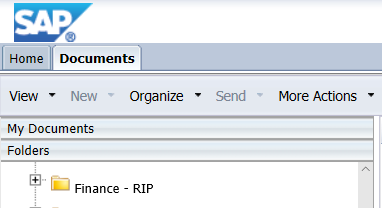 SAP®
Home Documents
View New Organize Send More Actions
My Documents
Folders
Finance - RIP